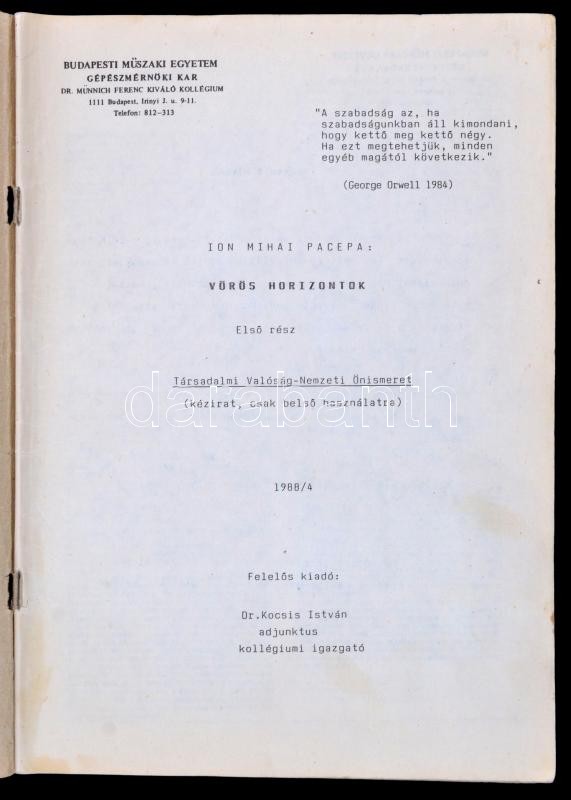 BUDAPESTI MŰSZAKI EGYETEM
GÉPÉSZMÉRNÖKI KAR
DR. MÜNNICH FERENC KIVÁLÓ KOLLÉGIUM
1111 Budapest, Irinyi J. u. 9-11.
Telefon: 812-313
"A szabadság az, ha
szabadságunkban áll kimondani,
hogy kettő meg kettő négy.
Ha ezt megtehetjük, minden
egyéb magától következik."
(George Orwell 1984)
ION MIHAI PACEPA:
VÖRÖS HORIZONTOK
Első rész
Társadalmi Valóság-Nemzeti Önismeret
(kézirat, csak belső használatra)
darabanth
1988/4
Felelős kiadó:
Dr.Kocsis István
adjunktus
kollégiumi igazgató